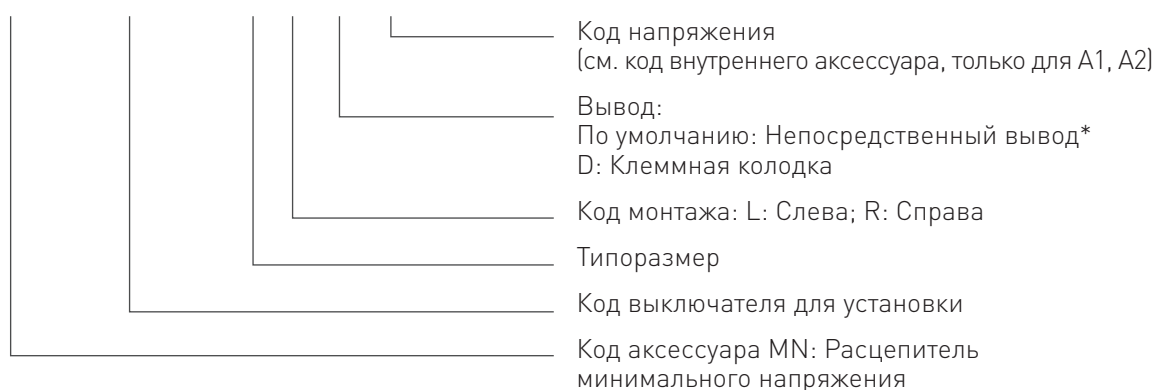 Код напряжения
(см. код внутреннего аксессуара, только для A1, A2)
Вывод:
По умолчанию: Непосредственный вывод*
D: Клеммная колодка
Код монтажа: L: Слева; R: Справа
Типоразмер
Код выключателя для установки
Код аксессуара MN: Расцепитель
минимального напряжения